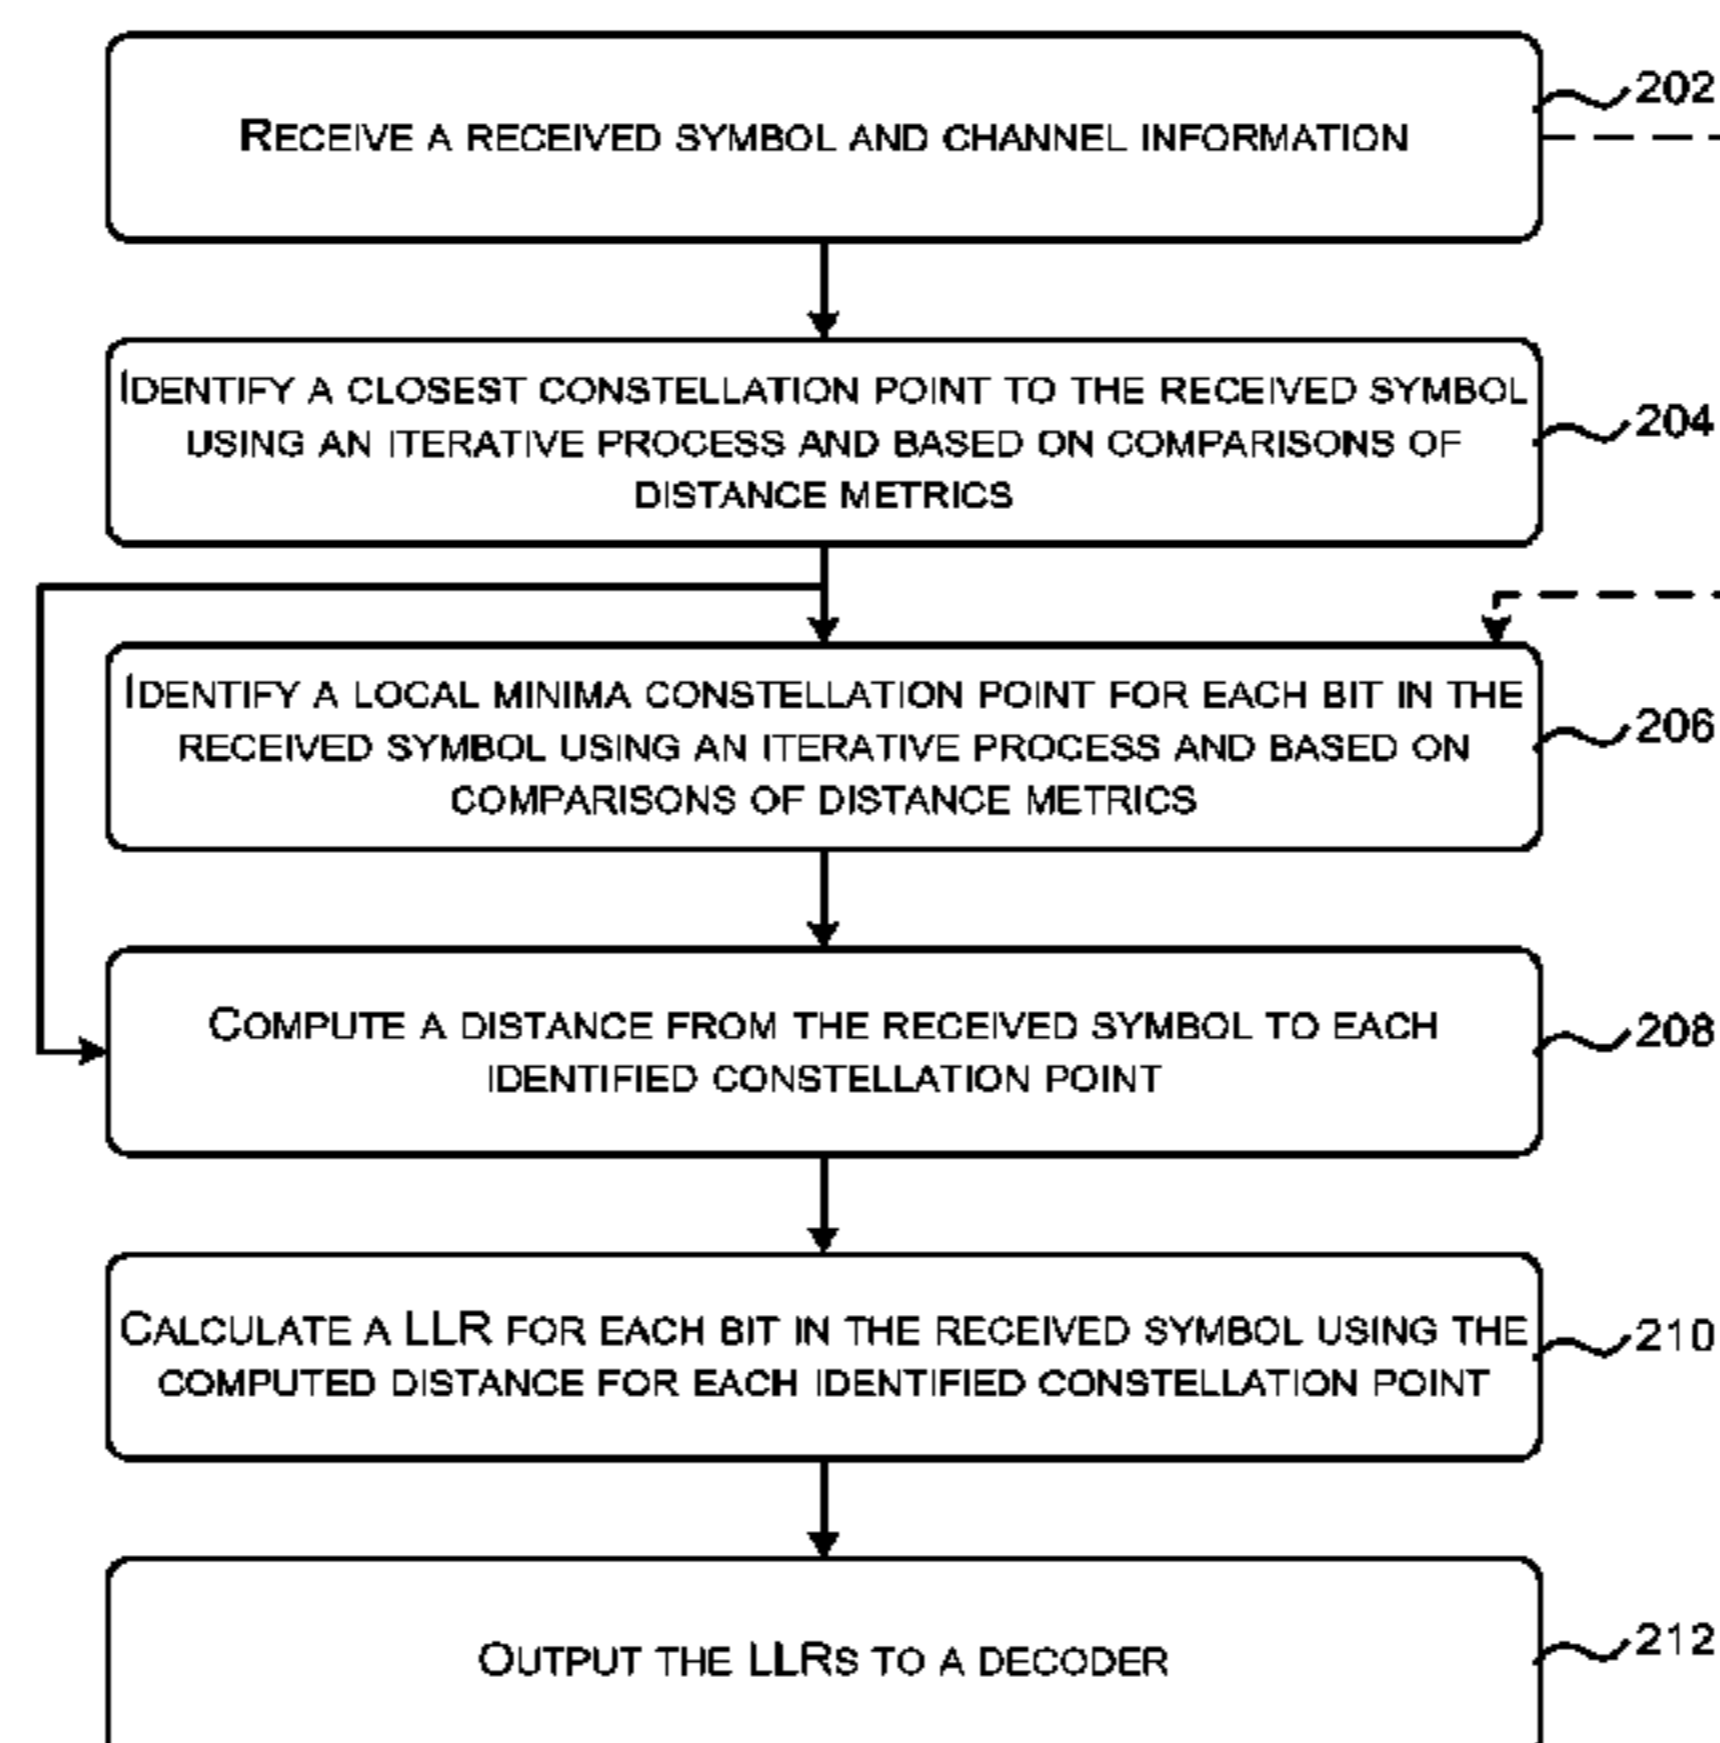 RECEIVE A RECEIVED SYMBOL AND CHANNEL INFORMATION
202
IDENTIFY A CLOSEST CONSTELLATION POINT TO THE RECEIVED SYMBOL
USING AN ITERATIVE PROCESS AND BASED ON COMPARISONS OF
DISTANCE METRICS
204
IDENTIFY A LOCAL MINIMA CONSTELLATION POINT FOR EACH BIT IN THE
RECEIVED SYMBOL USING AN ITERATIVE PROCESS AND BASED ON
COMPARISONS OF DISTANCE METRICS
206
COMPUTE A DISTANCE FROM THE RECEIVED SYMBOL TO EACH
IDENTIFIED CONSTELLATION POINT
208
CALCULATE A LLR FOR EACH BIT IN THE RECEIVED SYMBOL USING THE
COMPUTED DISTANCE FOR EACH IDENTIFIED CONSTELLATION POINT
210
OUTPUT THE LLRS TO A DECODER
212